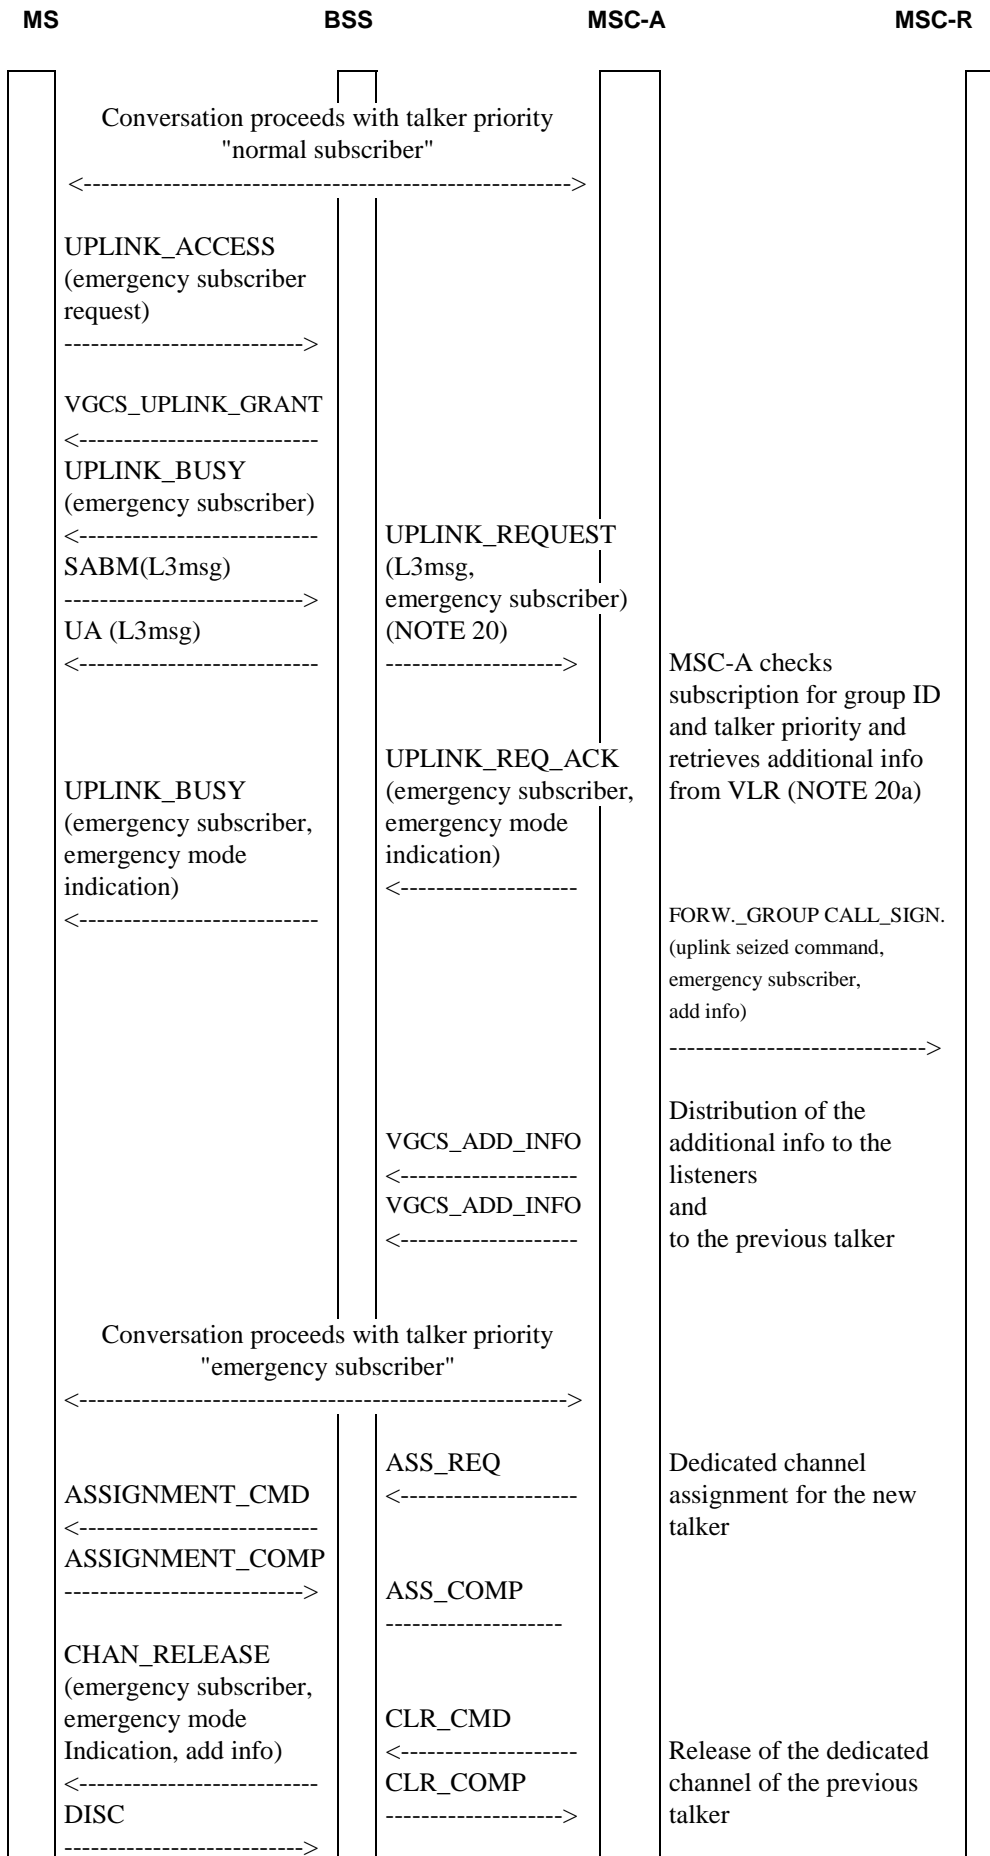 MS BSS MSC-A MSC-R
Conversation proceeds with talker priority
"normal subscriber"
<------------------------------------------------------->
UPLINK_ACCESS
(emergency subscriber
request)
--------------------------->
VGCS_UPLINK_GRANT
<---------------------------
UPLINK_BUSY
(emergency subscriber)
<---------------------------
SABM(L3msg)
--------------------------->
UA (L3msg)
<---------------------------
UPLINK_REQUEST
(L3msg,
emergency subscriber)
(NOTE 20)
-------------------->
MSC-A checks
subscription for group ID
and talker priority and
retrieves additional info
from VLR (NOTE 20a)
UPLINK_REQ_ACK
(emergency subscriber,
emergency mode
indication)
<--------------------
UPLINK_BUSY
(emergency subscriber,
emergency mode
indication)
<---------------------------
FORW._GROUP CALL_SIGN.
(uplink seized command,
emergency subscriber,
add info)
----------------------------->
VGCS_ADD_INFO
<--------------------
VGCS_ADD_INFO
<--------------------
Distribution of the
additional info to the
listeners
and
to the previous talker
Conversation proceeds with talker priority
"emergency subscriber"
<------------------------------------------------------->
ASS_REQ
<--------------------
Dedicated channel
assignment for the new
talker
ASSIGNMENT_CMD
<---------------------------
ASSIGNMENT_COMP
--------------------------->
ASS_COMP
--------------------
CHAN_RELEASE
(emergency subscriber,
emergency mode
Indication, add info)
<---------------------------
DISC
--------------------------->
CLR_CMD
<--------------------
CLR_COMP
-------------------->
Release of the dedicated
channel of the previous
talker